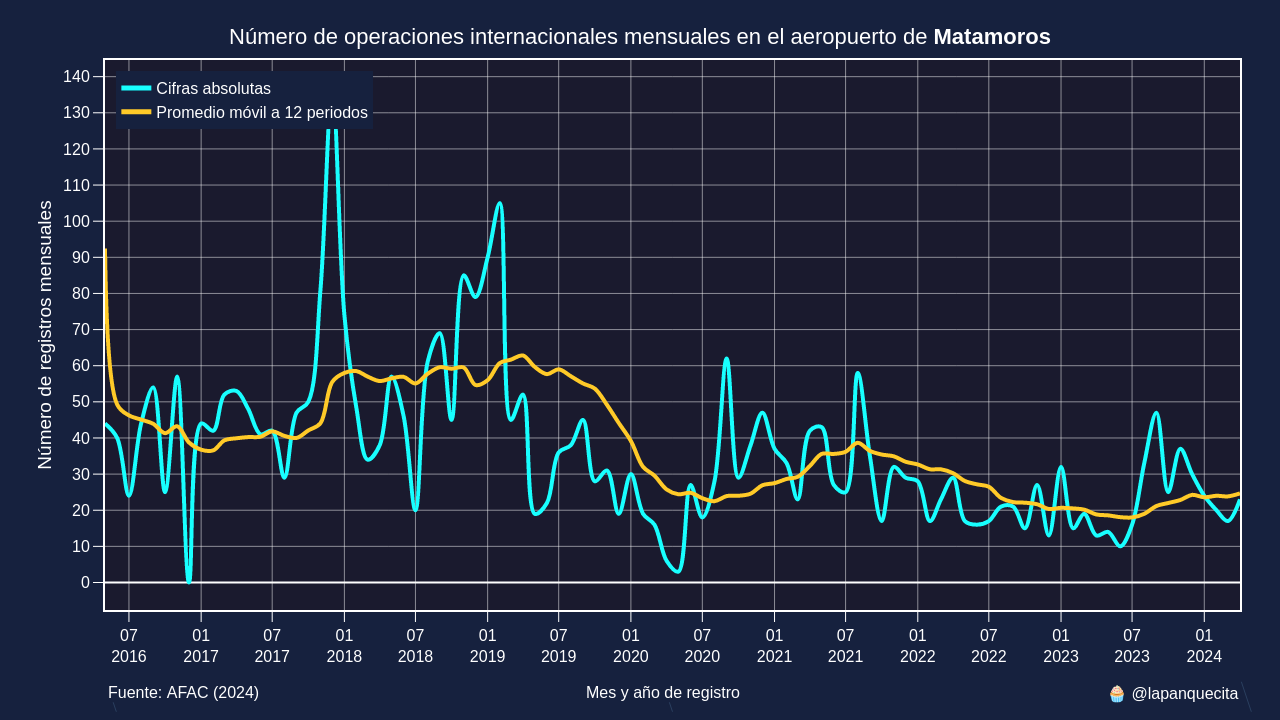 Número de operaciones internacionales mensuales en el aeropuerto de Matamoros
Cifras absolutas
Promedio móvil a 12 periodos
Número de registros mensuales
140
130
120
110
100
90
80
70
60
50
40
30
20
10
0
07 01 07 01 07 01 07 01 07 01 07 01 07 01 07 01
2016 2017 2017 2018 2018 2019 2019 2020 2020 2021 2021 2022 2022 2023 2023 2024
Fuente: AFAC (2024)
Mes y año de registro
🧁 @lapanquecita